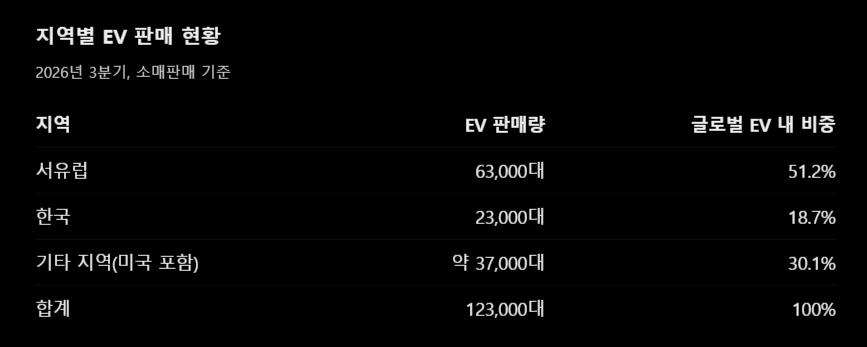 지역별 EV 판매 현황
2026년 3분기, 소매판매 기준
지역 EV 판매량 글로벌 EV 내 비중
서유럽 63,000대 51.2%
한국 23,000대 18.7%
기타 지역(미국 포함) 약 37,000대 30.1%
합계 123,000대 100%